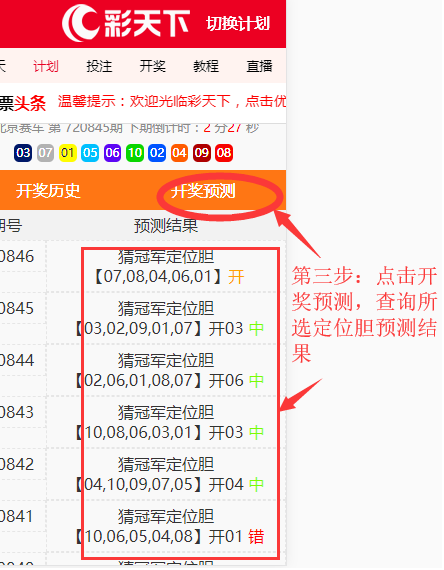 彩天下 切换计划
计划 投注 开奖 教程 直播
票头条 温馨提示：欢迎光临彩天下，点击优
北京赛车 第 720845期 下期倒计时：2 分27 秒
03 07 01 05 06 10 02 04 09 08
开奖历史 开奖预测
期号 预测结果
0846 猜冠军定位胆
【07,08,04,06,01】开
0845 猜冠军定位胆
【03,02,09,01,07】开03 中
0844 猜冠军定位胆
【02,06,01,08,07】开06 中
0843 猜冠军定位胆
【10,08,06,03,01】开03 中
0842 猜冠军定位胆
【04,10,09,07,05】开04 中
0841 猜冠军定位胆
【10,06,05,04,08】开01 错
第三步：点击开
奖预测，查询所
选定位胆预测结
果